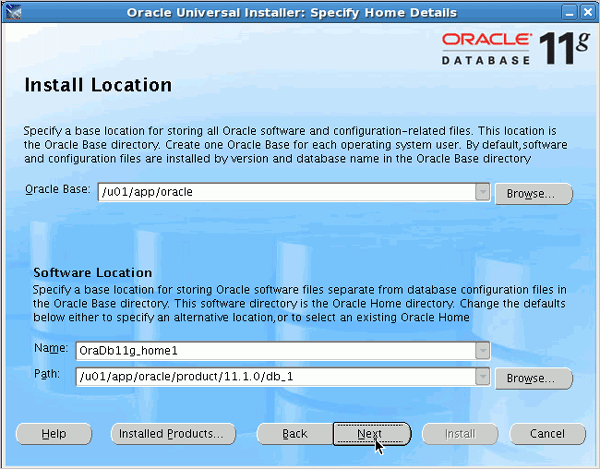 Oracle Universal Installer: Specify Home Details
ORACLE
DATABASE 11g
Install Location
Specify a base location for storing all Oracle software and configuration-related files. This location is
the Oracle Base directory. Create one Oracle Base for each operating system user. By default,software
and configuration files are installed by version and database name in the Oracle Base directory
Oracle Base: /u01/app/oracle Browse...
Software Location
Specify a base location for storing Oracle software files separate from database configuration files in
the Oracle Base directory. This software directory is the Oracle Home directory. Change the defaults
below either to specify an alternative location,or to select an existing Oracle Home
Name: OraDb11g_home1
Path: /u01/app/oracle/product/11.1.0/db_1 Browse...
Help Installed Products... Back Next Install Cancel